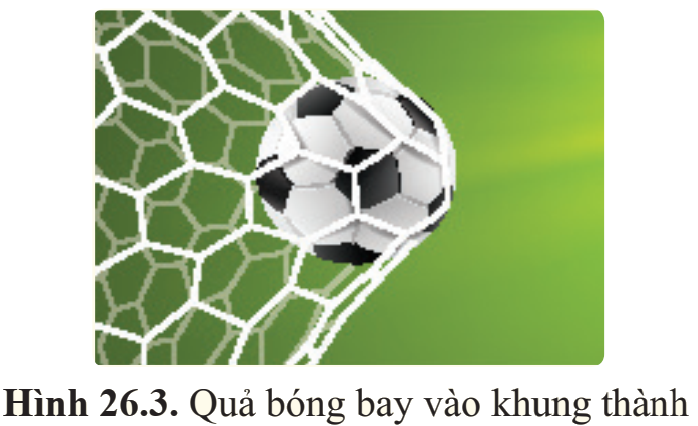 Hình 26.3. Quả bóng bay vào khung thành